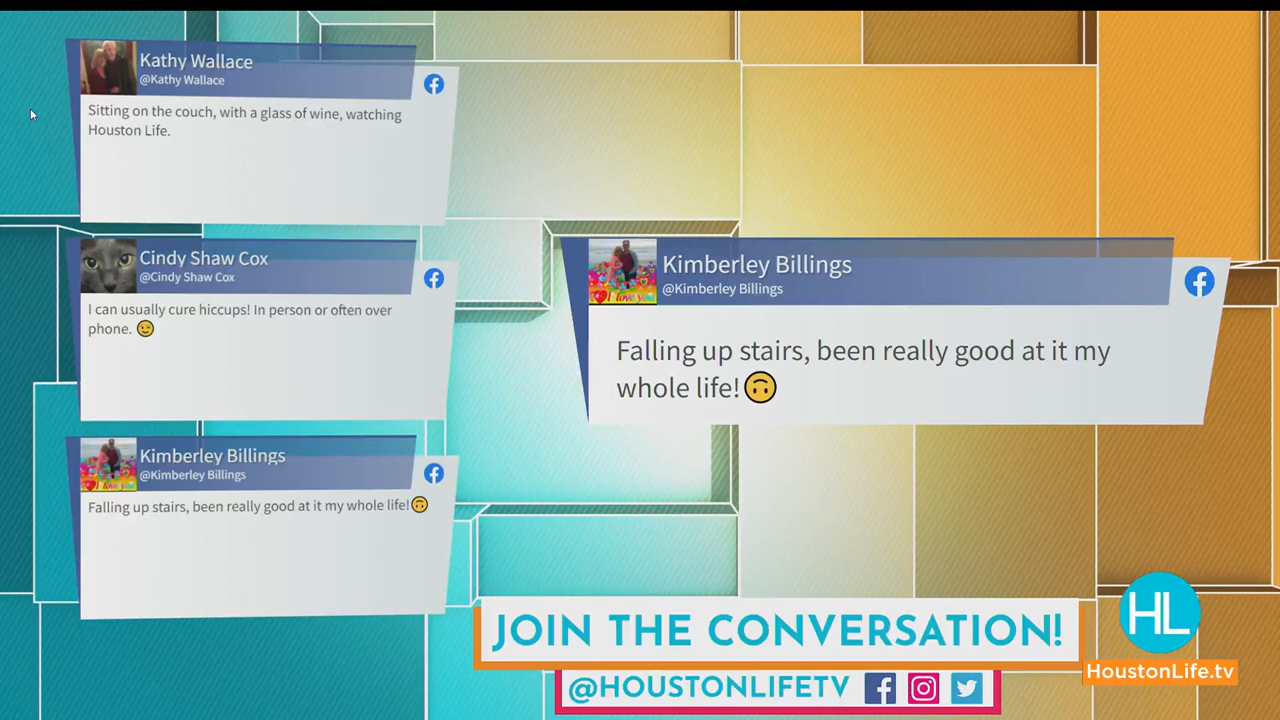 Kathy Wallace
@Kathy Wallace
Sitting on the couch, with a glass of wine, watching
Houston Life.
Cindy Shaw Cox
@Cindy Shaw Cox
I can usually cure hiccups! In person or often over
phone. 😉
Kimberley Billings
@Kimberley Billings
Falling up stairs, been really good at it my whole life!🙃
Kimberley Billings
@Kimberley Billings
I love you
Falling up stairs, been really good at it my
whole life!🙃
JOIN THE CONVERSATION!
@HOUSTONLIFETV
HL
HoustonLife.tv